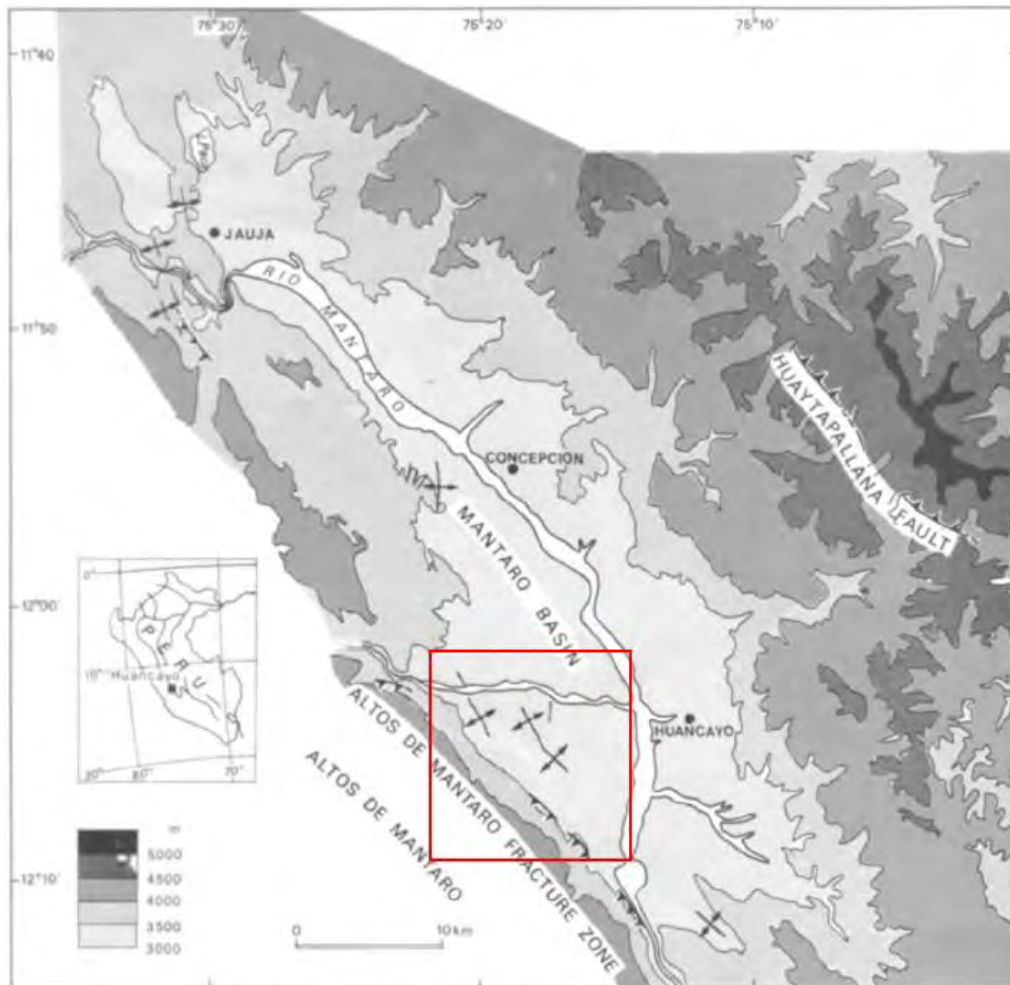 75°30' 75°20' 75°10'
11°40'
JAUJA
RIO MANTARO
11°50'
HUAYTAPALLANA FAULT
CONCEPCION
MANTARO BASIN
12°00'
0°
PERU
10°
Huancayo
80 70°
HUANCAYO
ALTOS DE MANTARO FRACTURE ZONE
ALTOS DE MANTARO
m
5000
4500
4000
3500
3000
12°10'
0 10 km